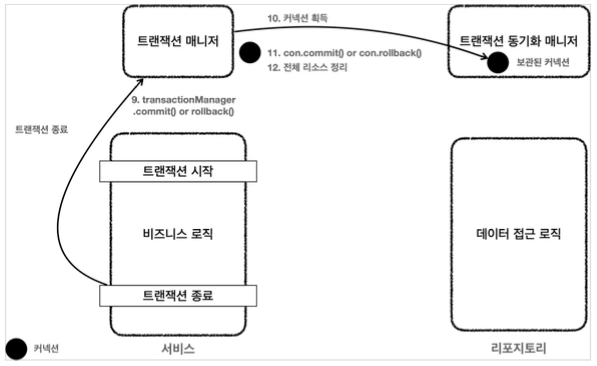 10. 커넥션 획득
트랜잭션 매니저
트랜잭션 동기화 매니저
11. con.commit() or con.rollback()
12. 전체 리소스 정리
보관된 커넥션
9. transactionManager
.commit() or rollback()
트랜잭션 종료
트랜잭션 시작
비즈니스 로직
데이터 접근 로직
트랜잭션 종료
커넥션
서비스
리포지토리